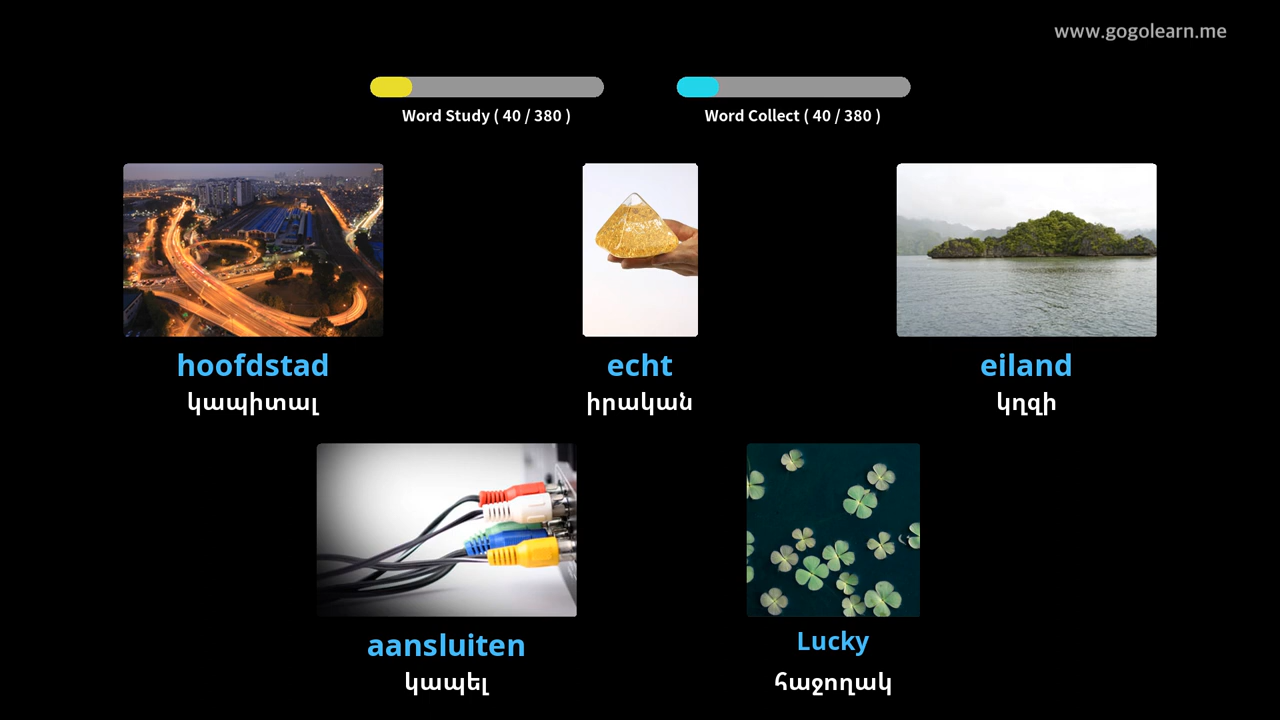 www.gogolearn.me
Word Study ( 40 / 380 )
Word Collect ( 40 / 380 )
hoofdstad
կապիտալ
echt
իրական
eiland
կղզի
aansluiten
կապել
Lucky
հաջողակ